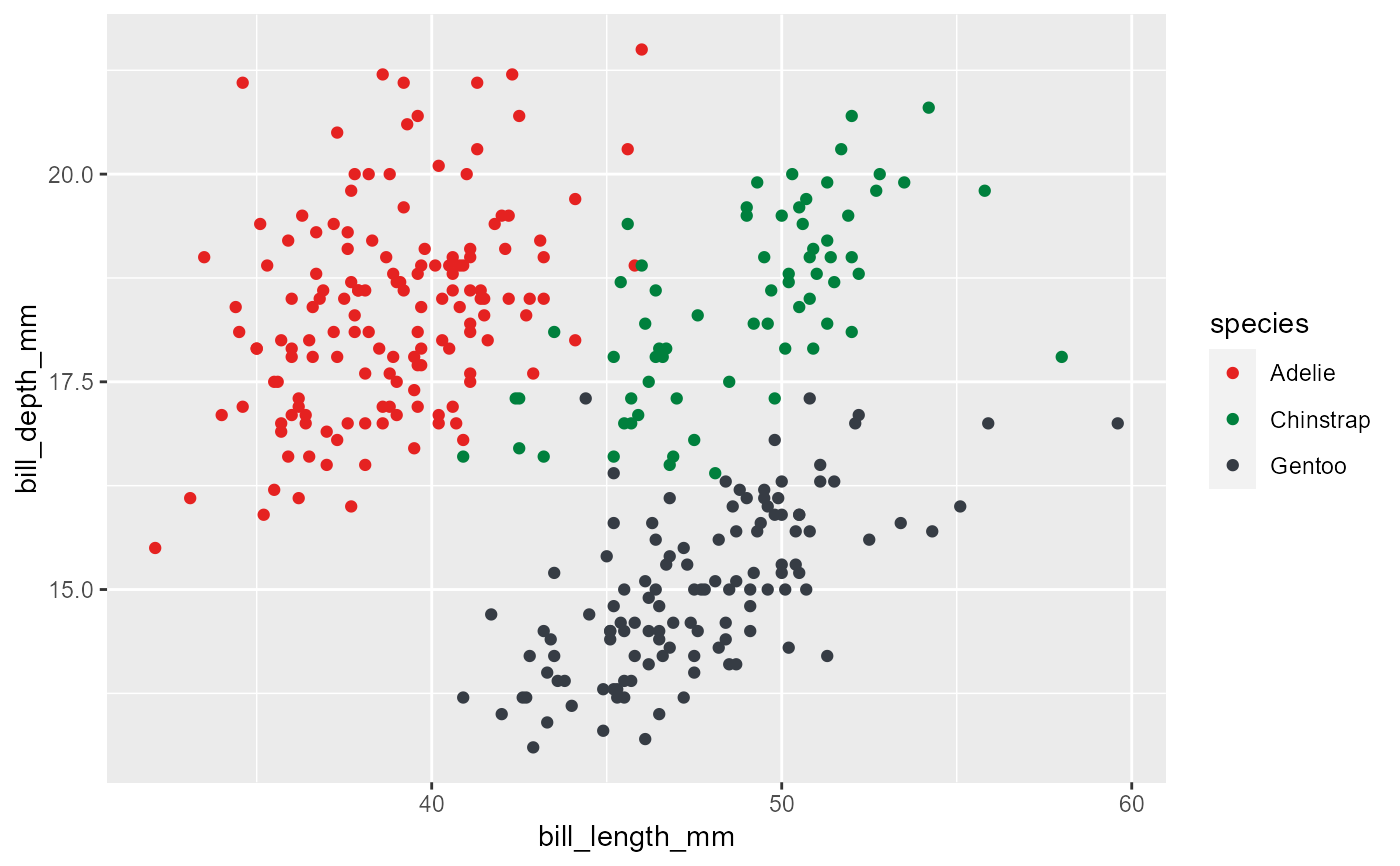 20.0
17.5
15.0
bill_depth_mm
40
50
60
bill_length_mm
species
Adelie
Chinstrap
Gentoo